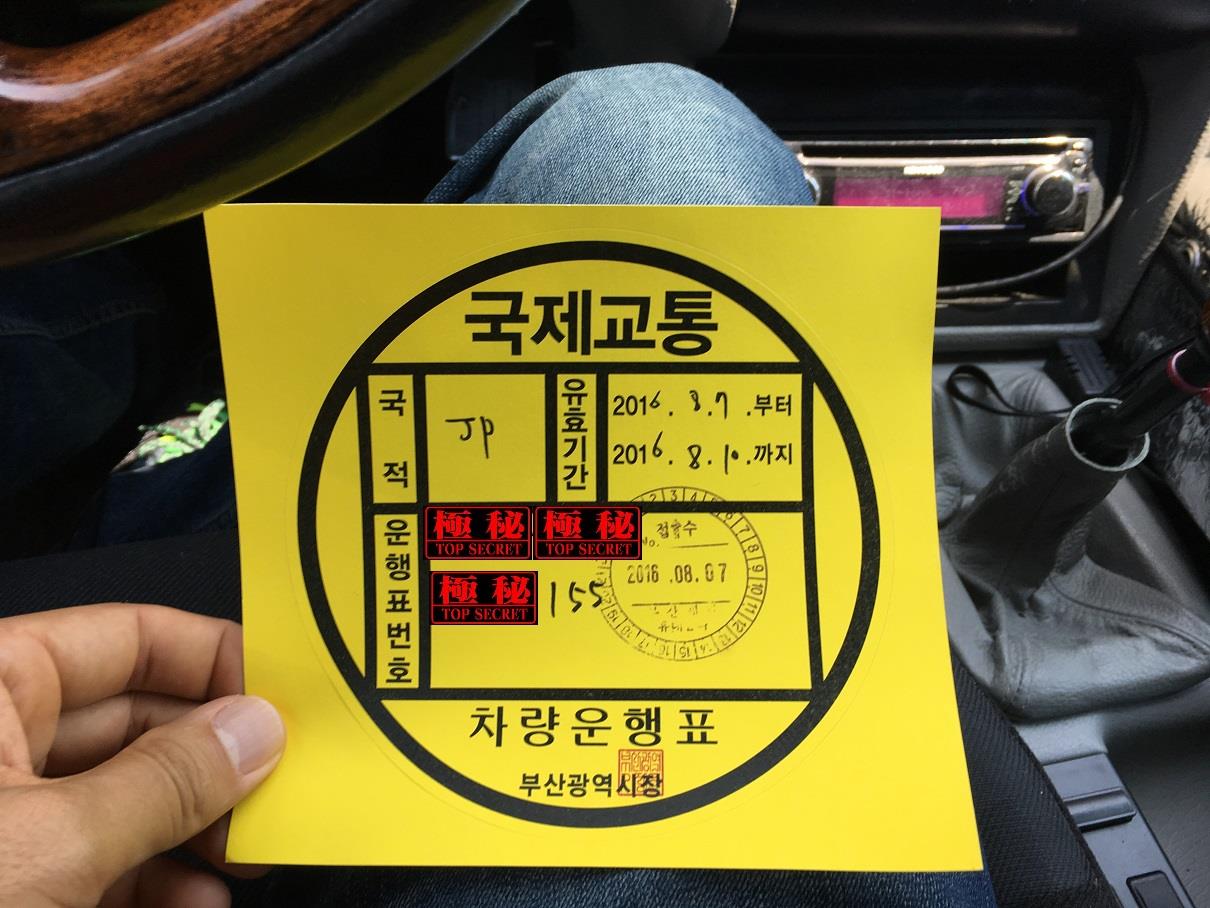 국제교통
국적
JP
유효기간
2016. 8. 7 .부터
2016. 8. 10. 까지
운행표번호
極秘 極秘
TOP SECRET TOP SECRET
極秘
TOP SECRET
155
접수
No.
2016 .08. 07
차량운행표
부산광역시장